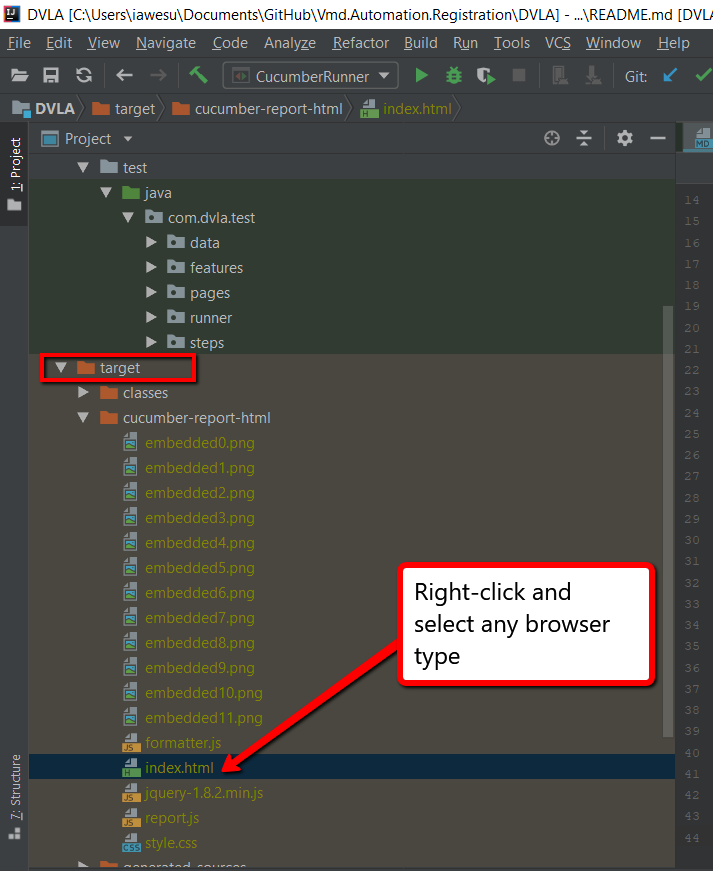 DVLA [C:\Users\iawesu\Documents\GitHub\Vmd.Automation.Registration\DVLA] - ...\README.md [DVLA
File Edit View Navigate Code Analyze Refactor Build Run Tools VCS Window Help
CucumberRunner Git:
DVLA target cucumber-report-html index.html
1: Project
Project
MD
test
java
com.dvla.test
data
features
pages
runner
steps
target
classes
cucumber-report-html
embedded0.png
embedded1.png
embedded2.png
embedded3.png
embedded4.png
embedded5.png
embedded6.png
embedded7.png
embedded8.png
embedded9.png
embedded10.png
embedded11.png
formatter.js
index.html
jquery-1.8.2.min.js
report.js
style.css
generated-sources
Right-click and
select any browser
type
7: Structure
14
15
16
17
18
19
20
21
22
23
24
25
26
27
28
29
30
31
32
33
34
35
36
37
38
39
40
41
42
43
44